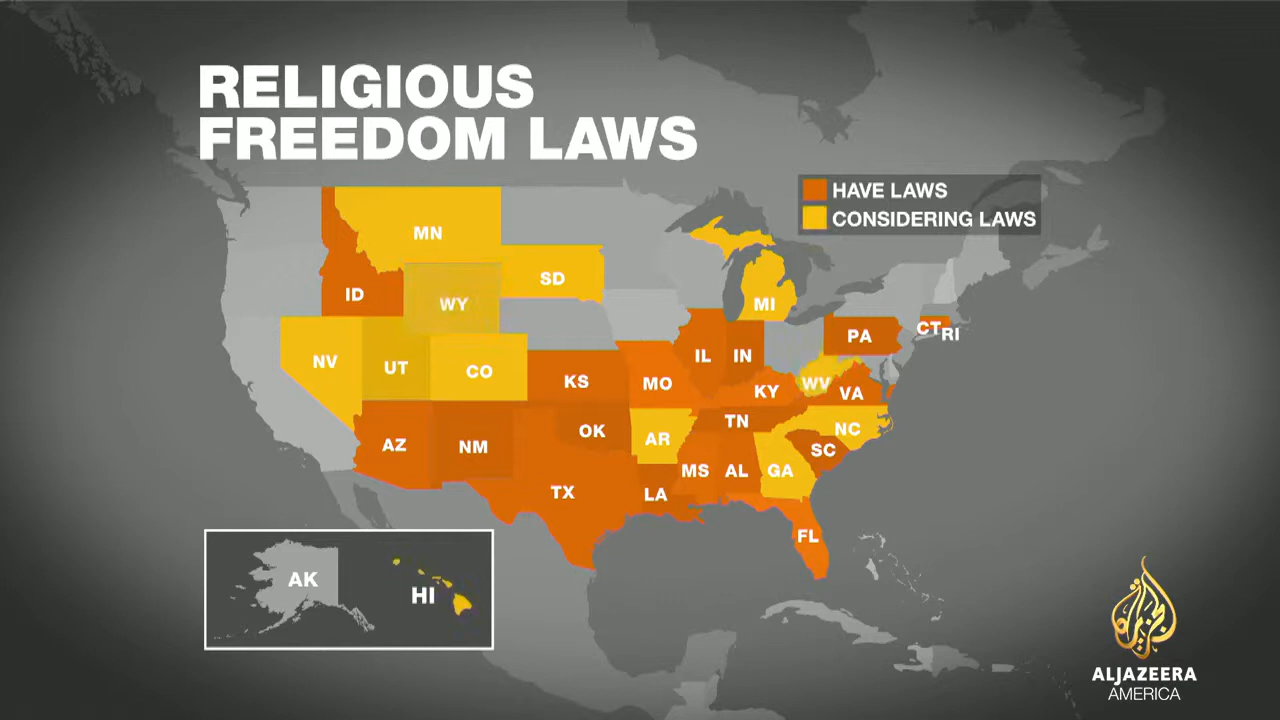 RELIGIOUS
FREEDOM LAWS
HAVE LAWS
CONSIDERING LAWS
MN
SD
ID
WY
MI
NV
UT
CO
KS
MO
IL
IN
PA
CT
RI
KY
WV
VA
AZ
NM
OK
AR
TN
NC
SC
MS
AL
GA
TX
LA
FL
AK
HI
الجزيرة
ALJAZEERA
AMERICA